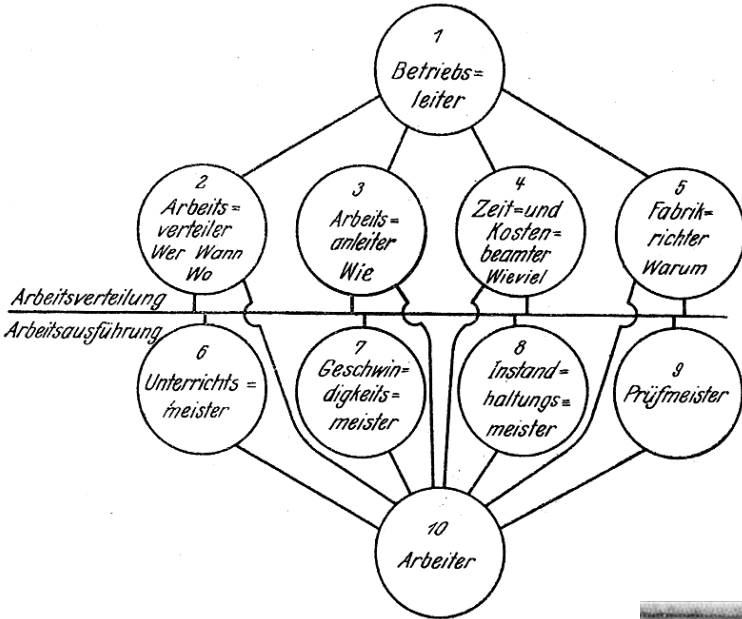 1
Betriebs=
leiter
2
Arbeits=
verteiler
Wer Wann
Wo
3
Arbeits=
anleiter
Wie
4
Zeit=und
Kosten=
beamter
Wieviel
5
Fabrik=
richter
Warum
Arbeitsverteilung
Arbeitsausführung
6
Unterrichts=
meister
7
Geschwin=
digkeits=
meister
8
Instand=
haltungs=
meister
9
Prüfmeister
10
Arbeiter